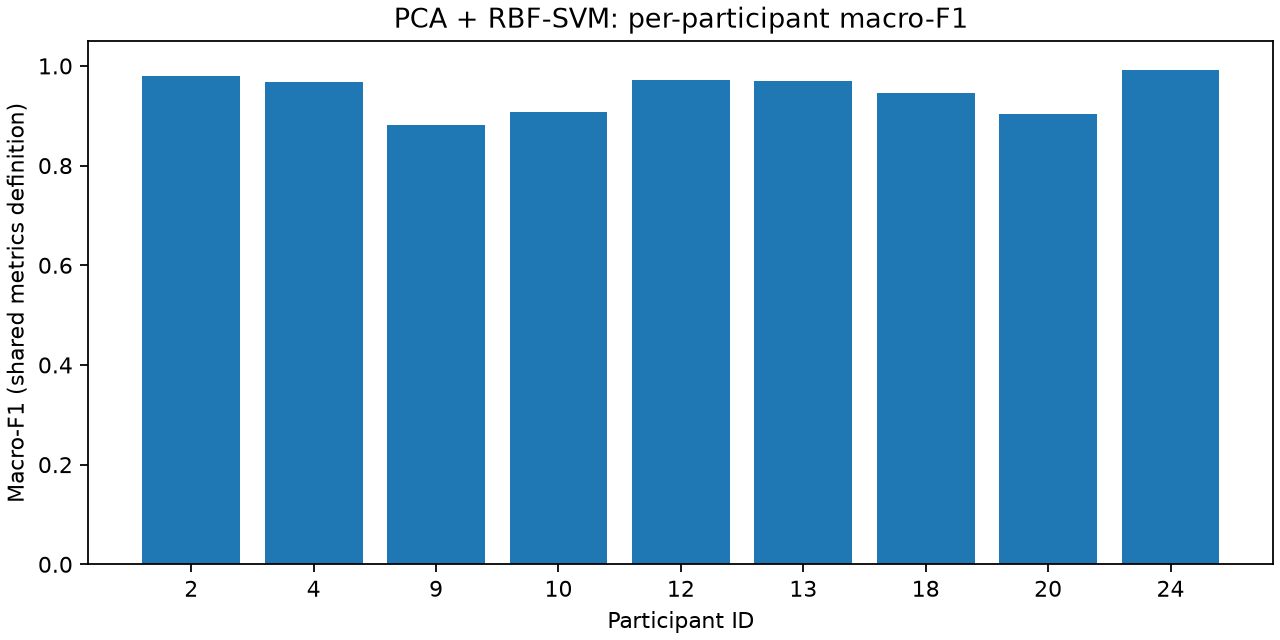 PCA + RBF-SVM: per-participant macro-F1
Macro-F1 (shared metrics definition)
1.0
0.8
0.6
0.4
0.2
0.0
2 4 9 10 12 13 18 20 24
Participant ID